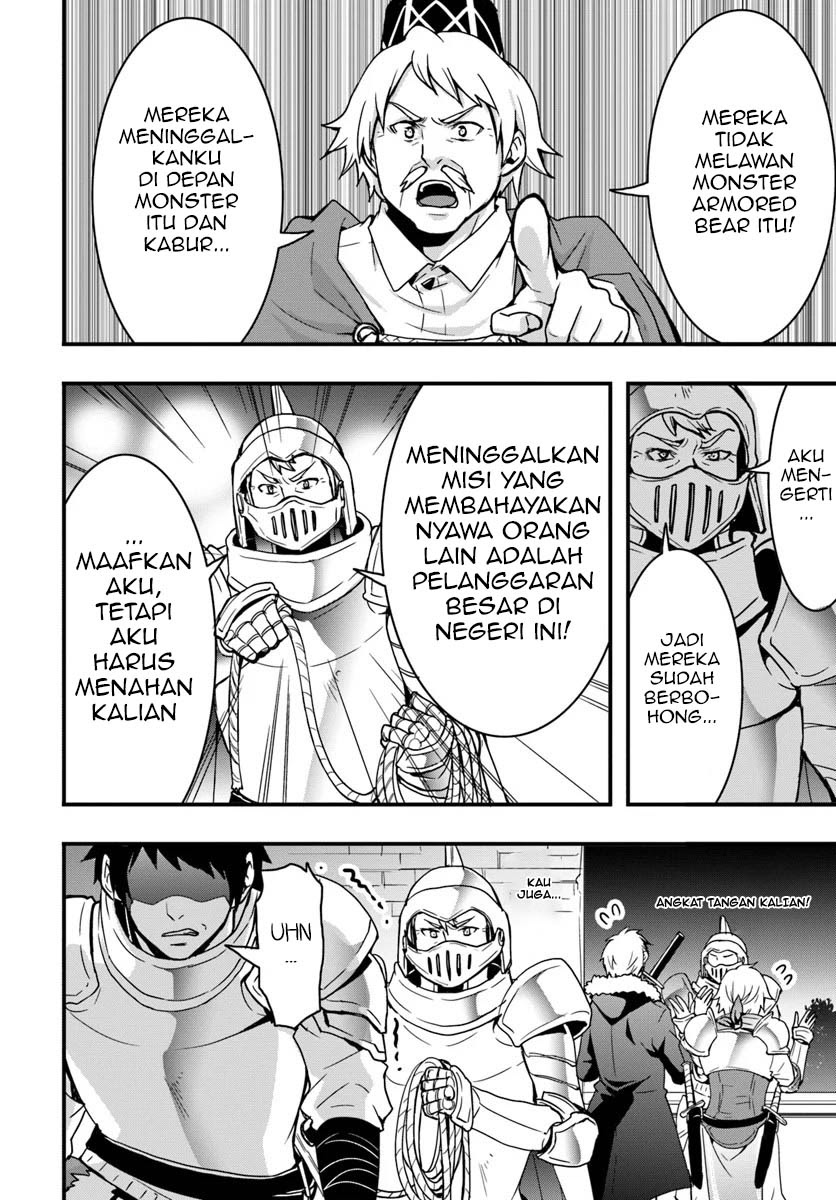 MEREKA
TIDAK
MELAWAN
MONSTER
ARMORED
BEAR ITU!
MEREKA
MENINGGAL-
KANKU
DI DEPAN
MONSTER
ITU DAN
KABUR...
AKU
MEN-
GERTI
...
JADI
MEREKA
SUDAH
BERBO-
HONG...
MENINGGALKAN
MISI YANG
MEMBAHAYAKAN
NYAWA ORANG
LAIN ADALAH
PELANGGARAN
BESAR DI
NEGERI INI!
...
MAAFKAN
AKU,
TETAPI
AKU
HARUS
MENAHAN
KALIAN
ANGKAT TANGAN KALIAN!
KAU
JUGA...
UHN
...